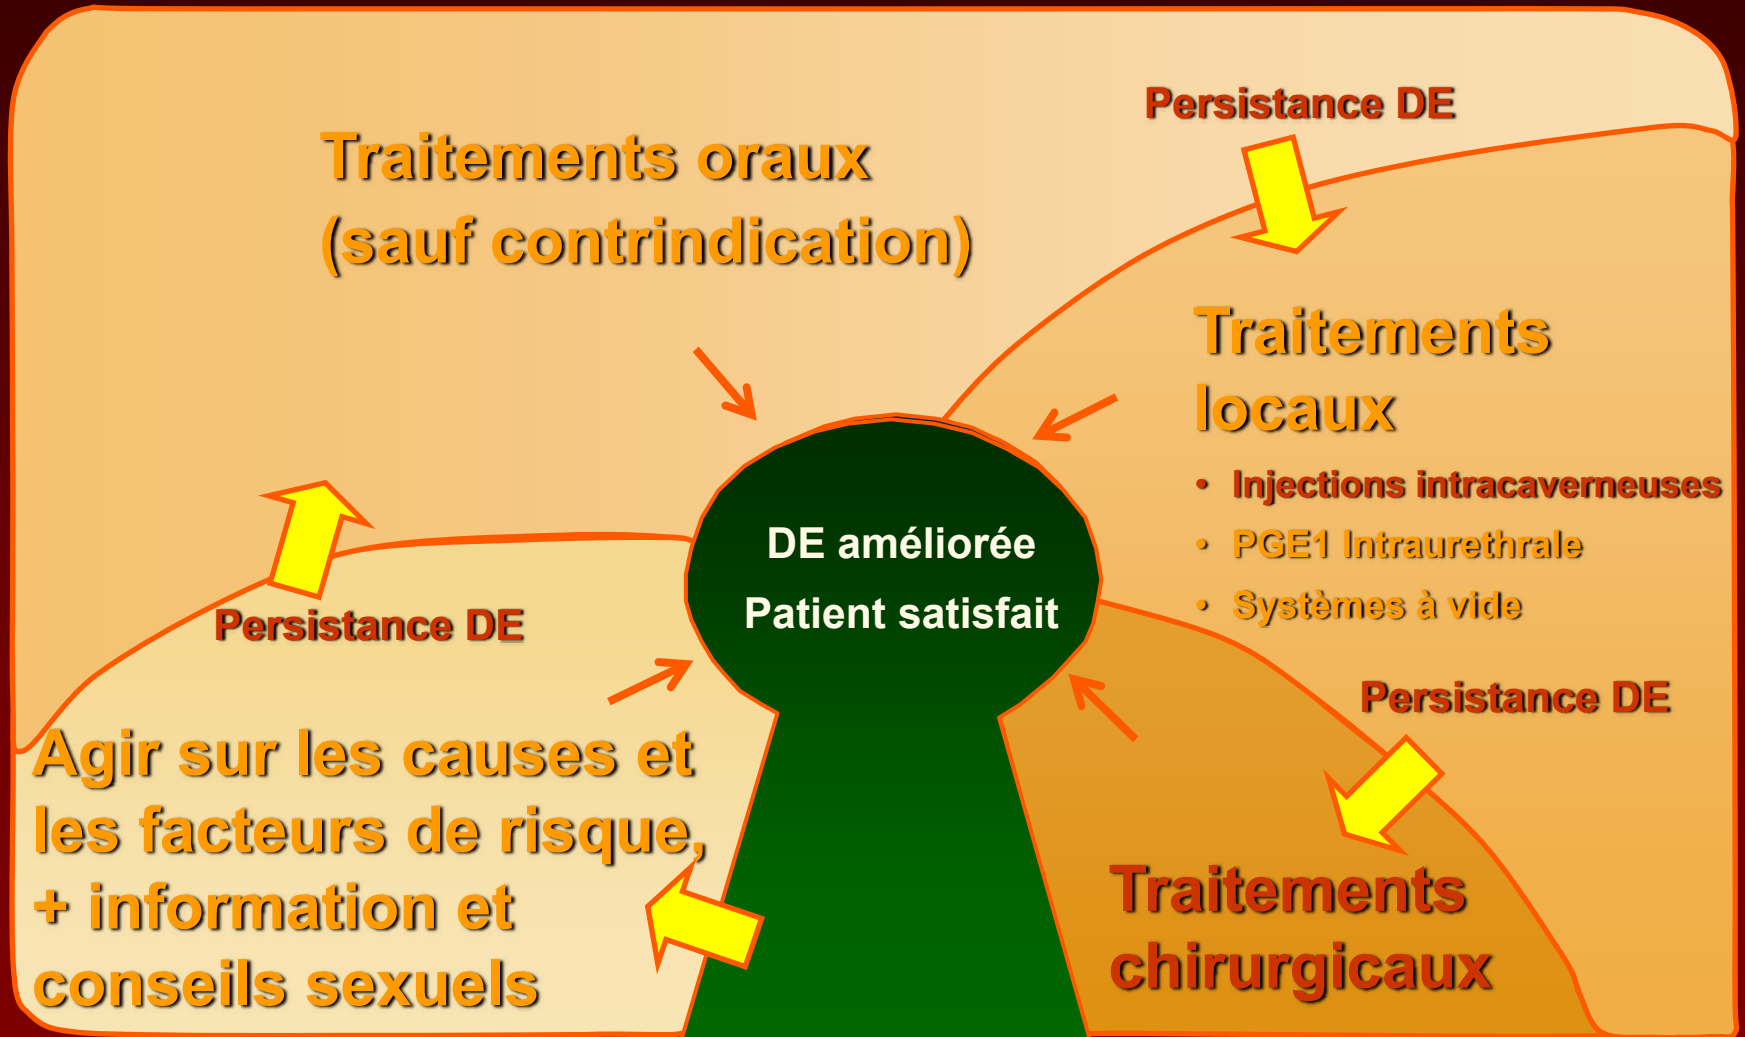 Persistance DE
Traitements oraux
(sauf contrindication)
Traitements
locaux
• Injections intracaverneuses
• PGE1 Intraurethrale
• Systèmes à vide
DE améliorée
Patient satisfait
Persistance DE
Persistance DE
Agir sur les causes et
les facteurs de risque,
+ information et
conseils sexuels
Traitements
chirurgicaux